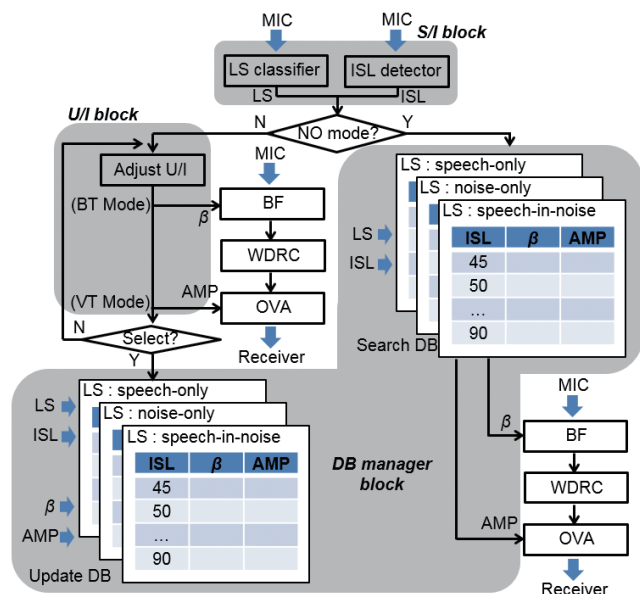 MIC
MIC
S/I block
LS classifier
ISL detector
LS
ISL
U/I block
N
NO mode?
Y
Adjust U/I
MIC
(BT Mode)
β
BF
WDRC
(VT Mode)
AMP
OVA
N
Select?
Receiver
Y
LS : speech-only
LS : noise-only
LS : speech-in-noise
LS
ISL
ISL β AMP
45
50
...
90
Search DB
LS : speech-only
LS : noise-only
LS : speech-in-noise
LS
ISL
β
AMP
ISL β AMP
45
50
...
90
Update DB
DB manager
block
MIC
β
BF
WDRC
AMP
OVA
Receiver